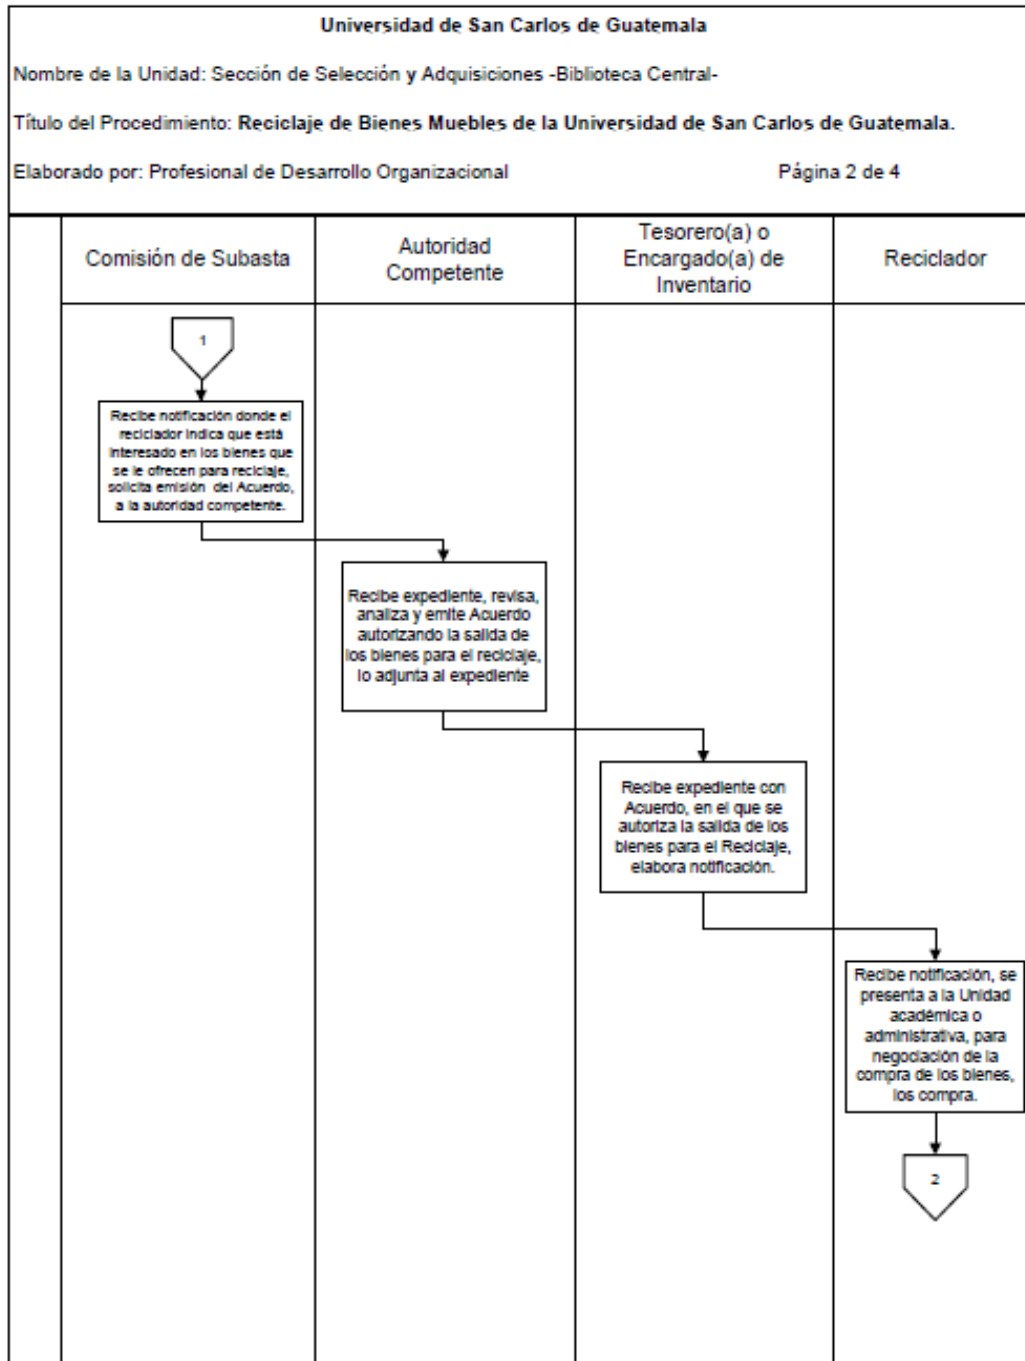 Universidad de San Carlos de Guatemala
Nombre de la Unidad: Sección de Selección y Adquisiciones -Biblioteca Central-
Título del Procedimiento: Reciclaje de Bienes Muebles de la Universidad de San Carlos de Guatemala.
Elaborado por: Profesional de Desarrollo Organizacional Página 2 de 4
Comisión de Subasta
Autoridad
Competente
Tesorero(a) o
Encargado(a) de
Inventario
Reciclador
1
Recibe notificación donde el
reciclador indica que está
interesado en los bienes que
se le ofrecen para reciclaje,
solicita emisión del Acuerdo,
a la autoridad competente.
Recibe expediente, revisa,
analiza y emite Acuerdo
autorizando la salida de
los bienes para el reciclaje,
lo adjunta al expediente
Recibe expediente con
Acuerdo, en el que se
autoriza la salida de los
bienes para el Reciclaje,
elabora notificación.
Recibe notificación, se
presenta a la Unidad
académica o
administrativa, para
negociación de la
compra de los bienes,
los compra.
2